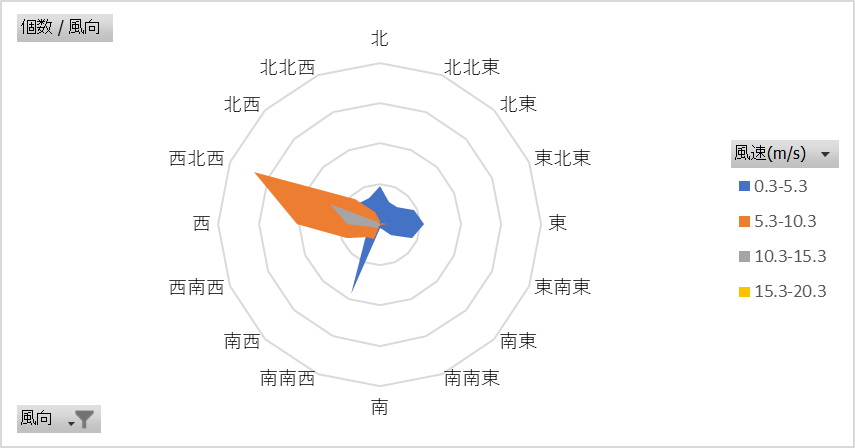 個数 / 風向
北
北北東
北東
東北東
東
東南東
南東
南南東
南
南南西
南西
西南西
西
西北西
北西
北北西
風速(m/s)
0.3-5.3
5.3-10.3
10.3-15.3
15.3-20.3
風向